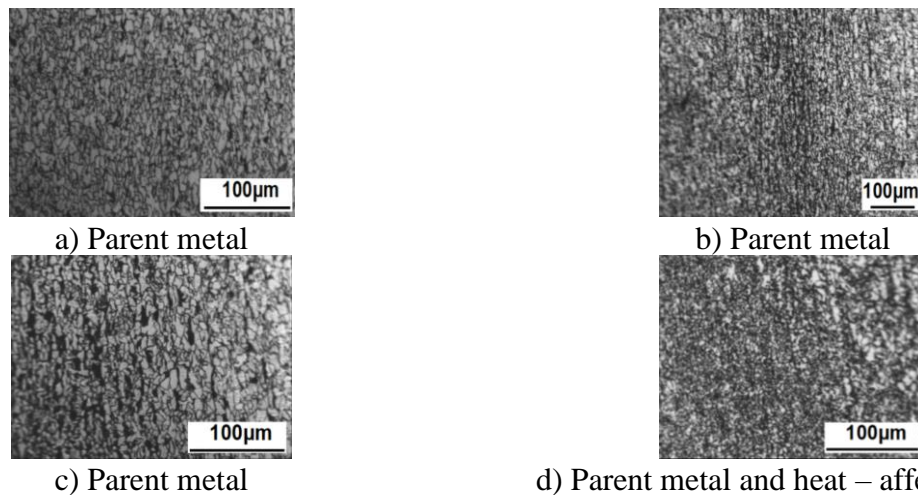 100µm
100µm
a) Parent metal
b) Parent metal
100µm
100µm
c) Parent metal
d) Parent metal and heat – affe